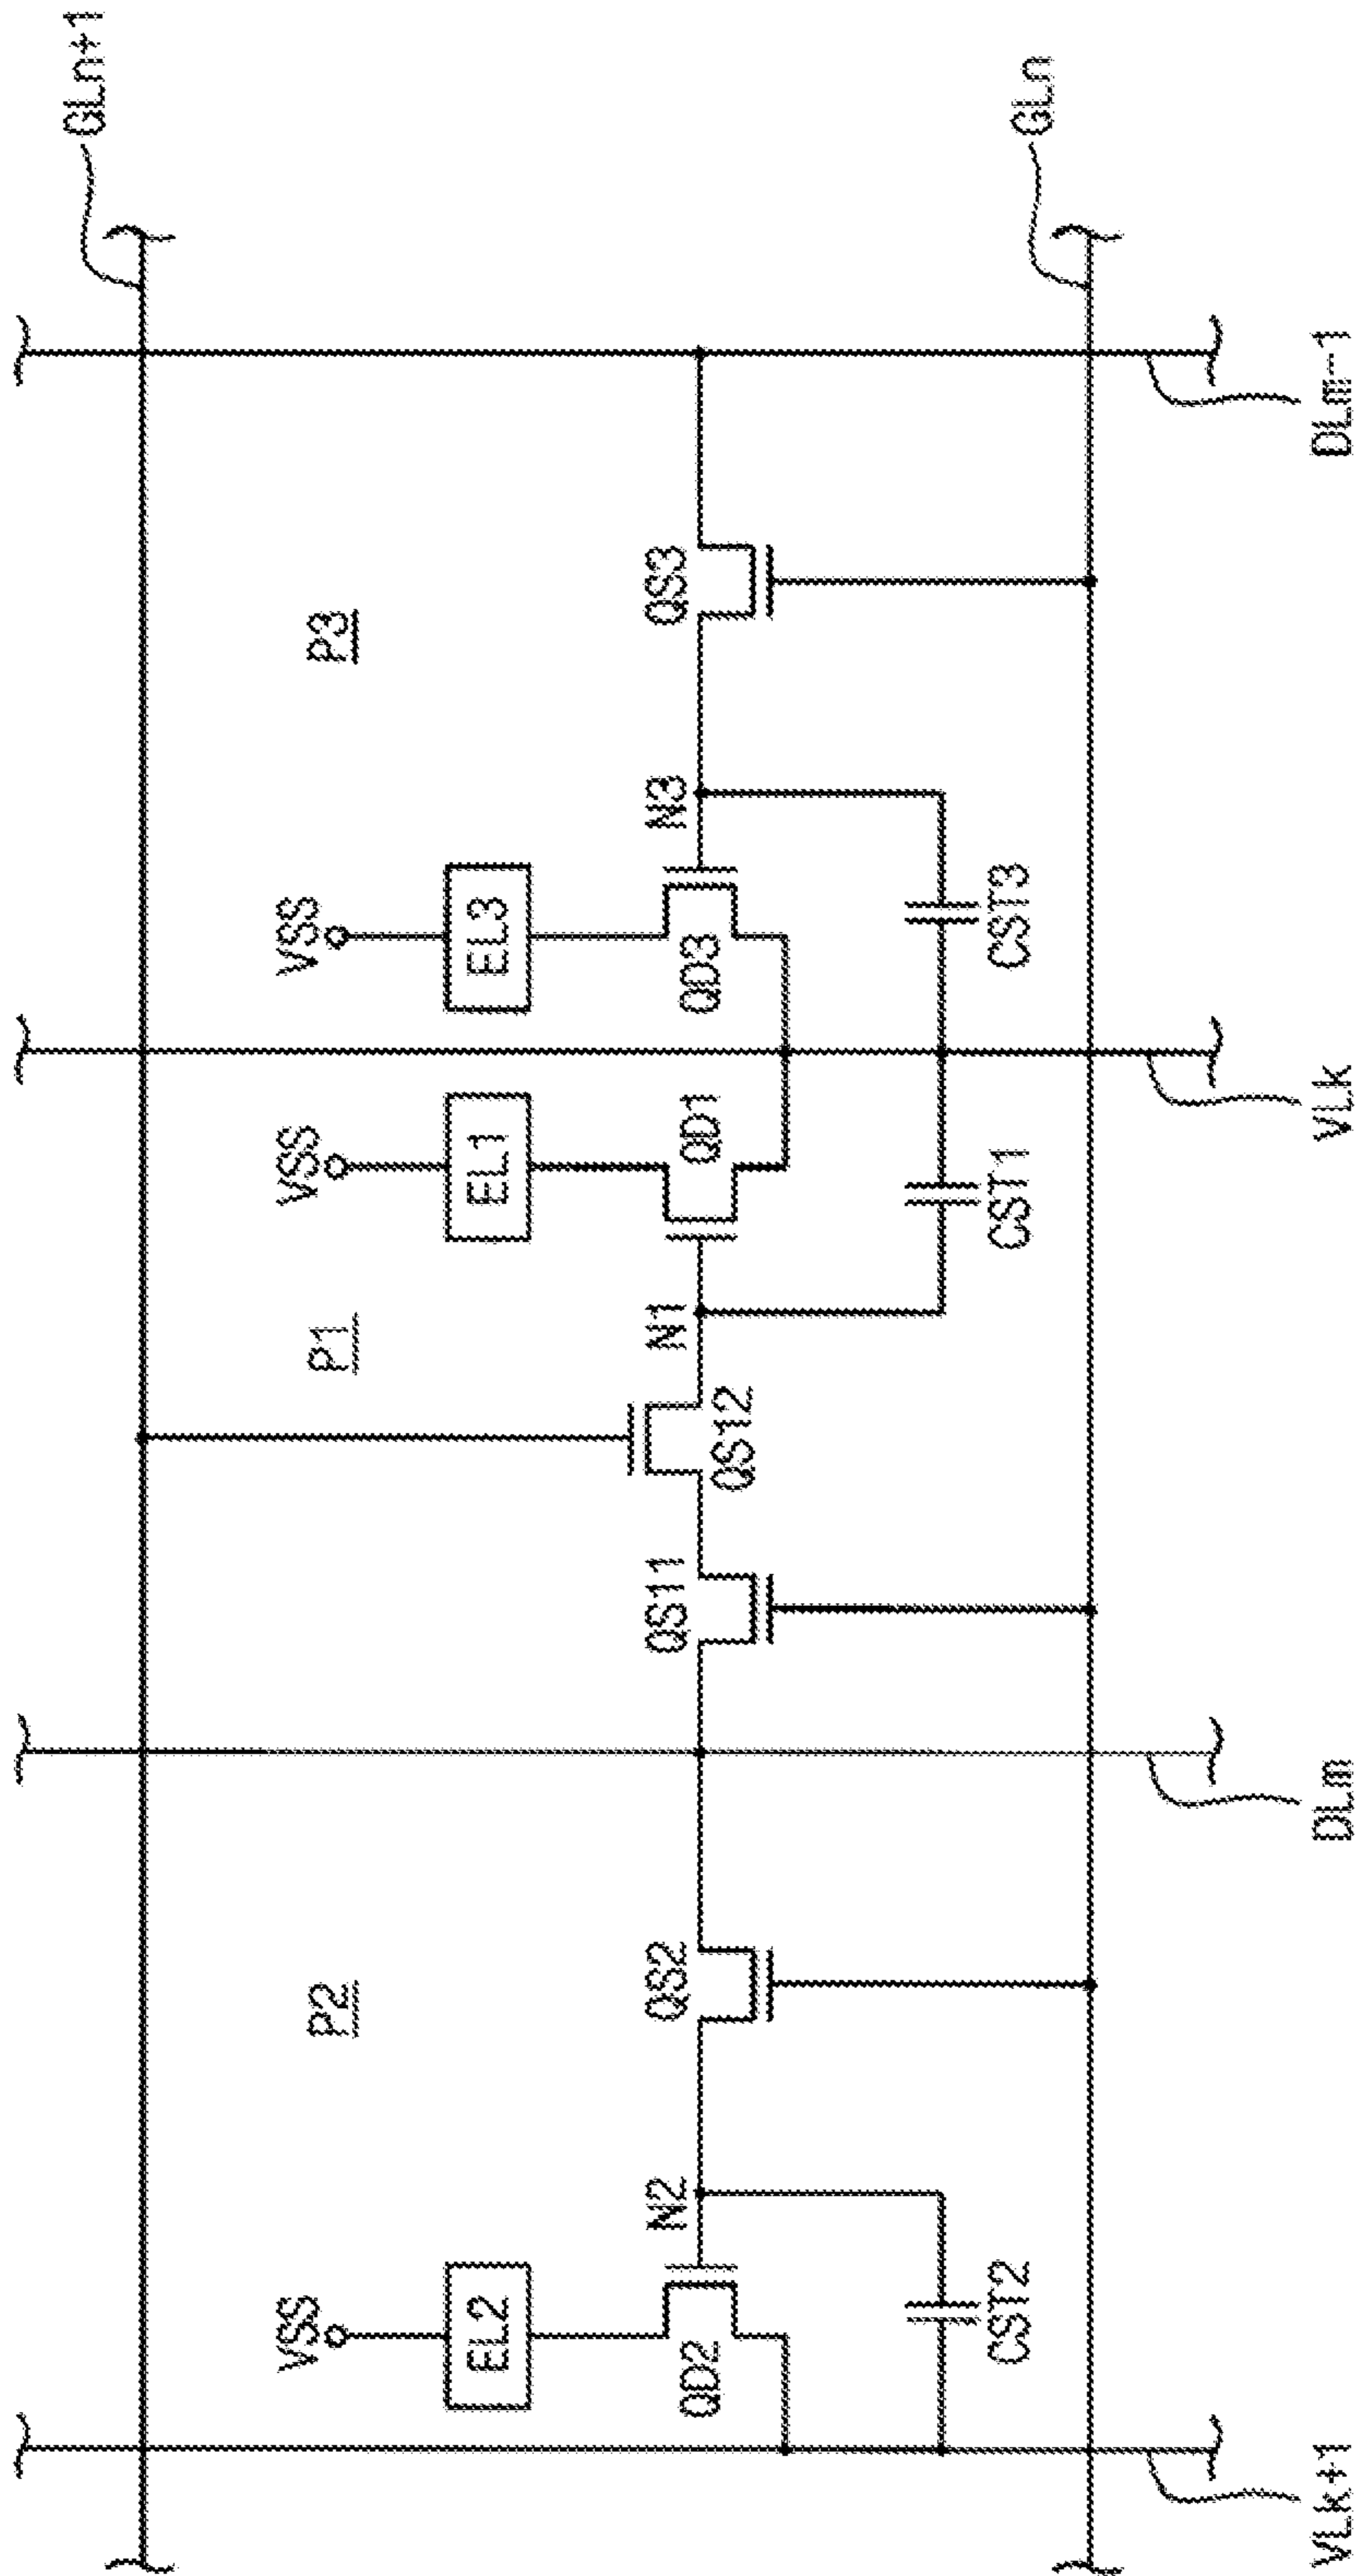 GLn+1
P2
P1
P3
VSS
VSS
VSS
EL2
EL1
EL3
N2
QS2
QS11
N1
N3
QS3
QD2
QS12
QD1
QD3
CST2
CST1
CST3
GLn
VLk+1
DLm
VLk
DLm-1